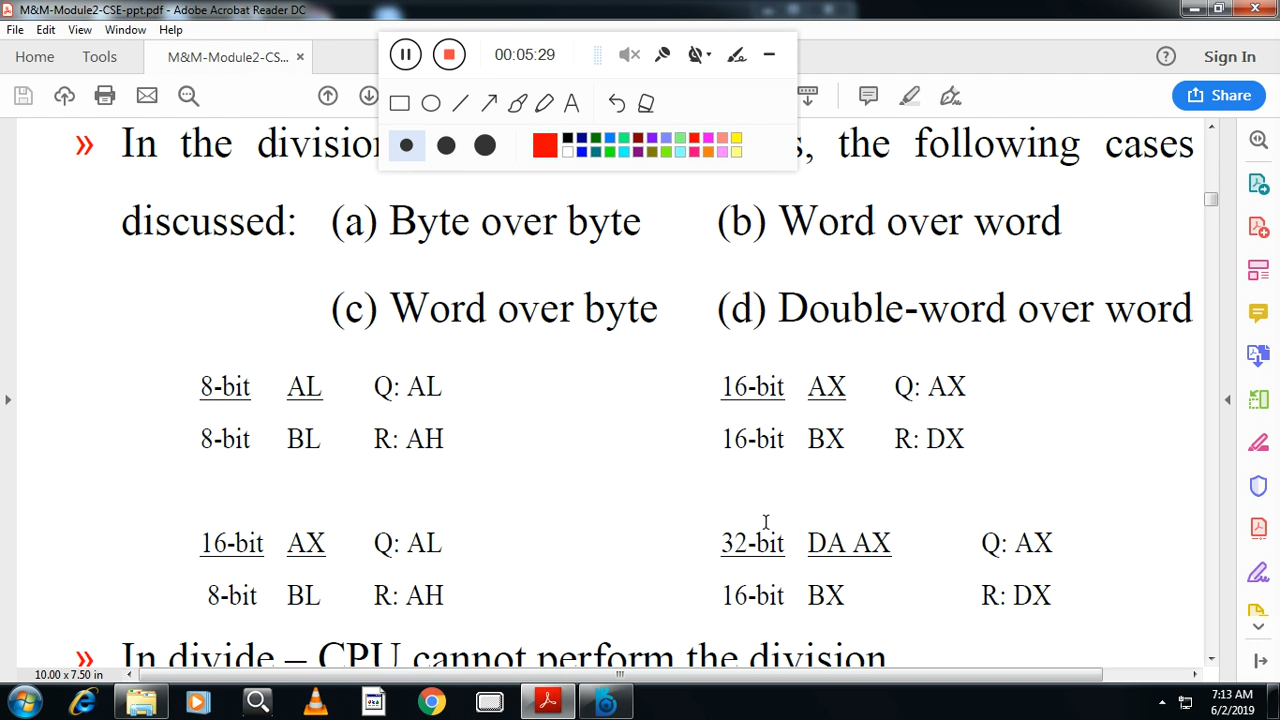 M&M-Module2-CSE-ppt.pdf - Adobe Acrobat Reader DC
File Edit View Window Help
Home Tools M&M-Module2-CS... × 00:05:29 Sign In
Share
» In the division , the following cases
discussed: (a) Byte over byte (b) Word over word
(c) Word over byte (d) Double-word over word
8-bit AL Q: AL 16-bit AX Q: AX
8-bit BL R: AH 16-bit BX R: DX
16-bit AX Q: AL 32-bit DA AX Q: AX
8-bit BL R: AH 16-bit BX R: DX
» In divide – CPU cannot perform the division
10.00 x 7.50 in
7:13 AM
6/2/2019